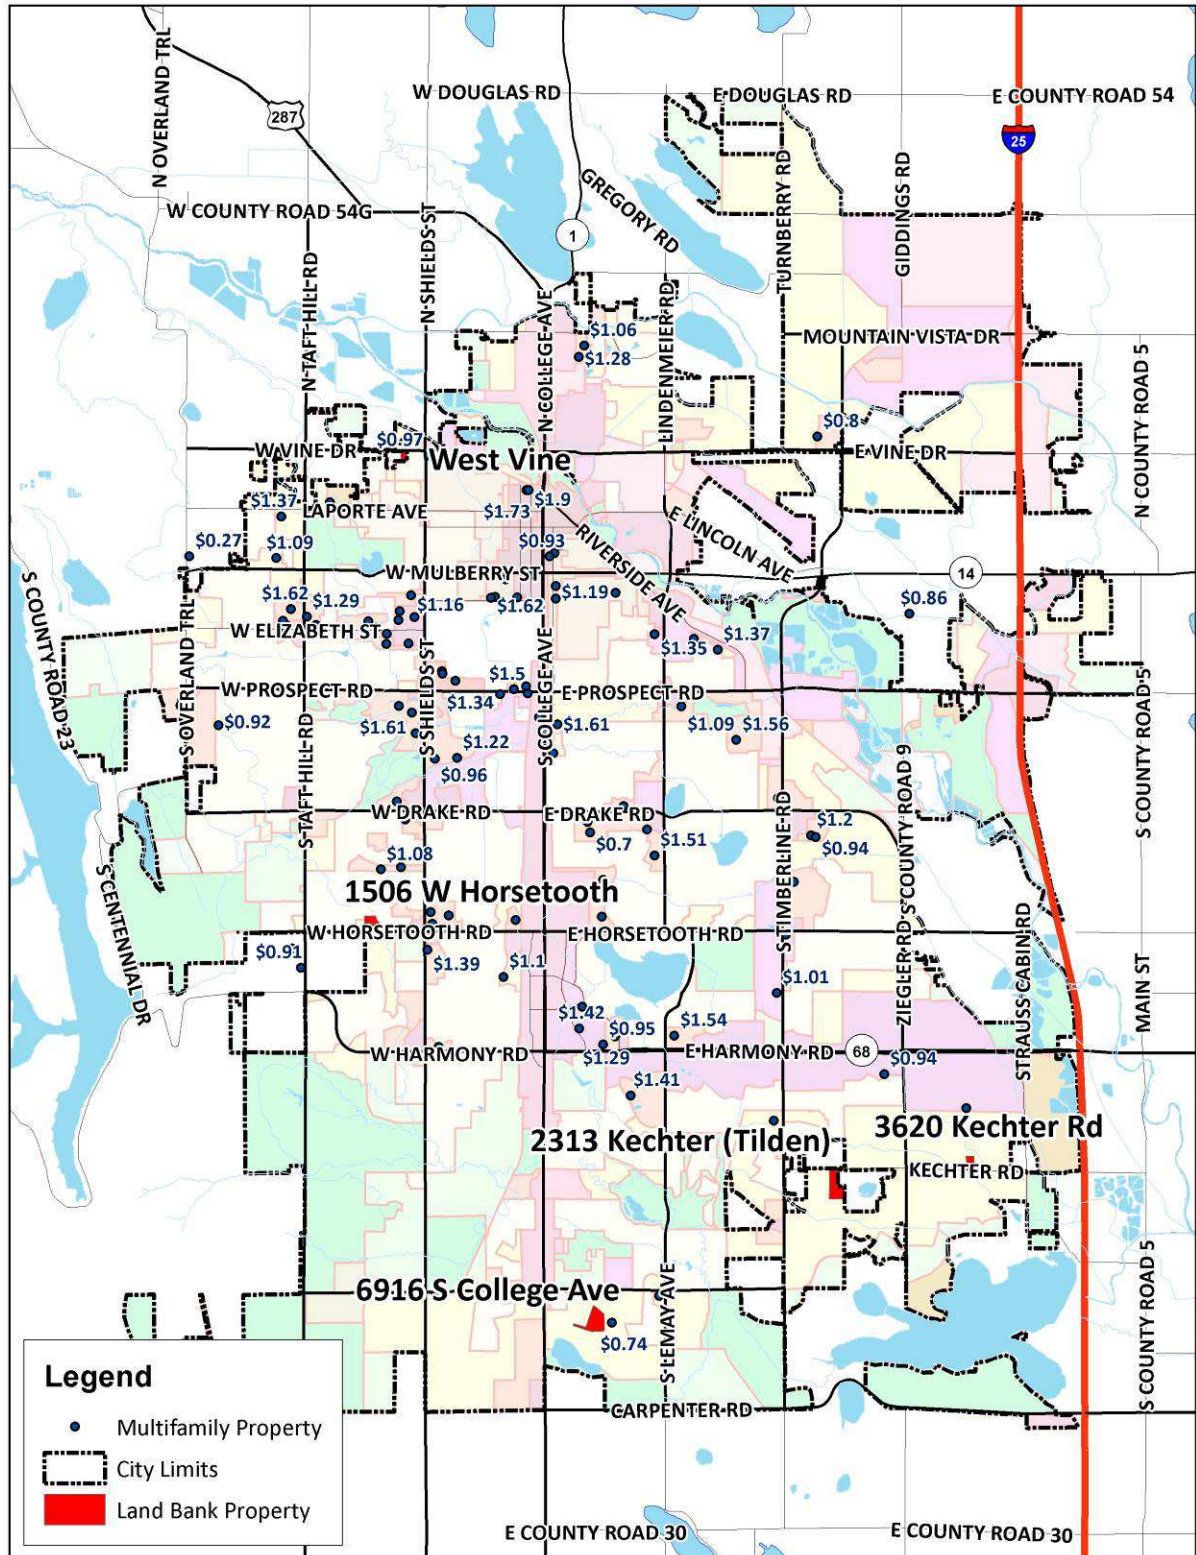 W DOUGLAS RD
E DOUGLAS RD
E COUNTY ROAD 54
N OVERLAND TRL
287
25
W COUNTY ROAD 54G
GREGORY RD
TURNBERRY RD
GIDDINGS RD
1
N TAFT HILL RD
N SHIELDS ST
N COLLEGE AVE
LINDENMEIER RD
MOUNTAIN VISTA DR
N COUNTY ROAD 5
$1.06
$1.28
$0.8
$0.97
W VINE DR
West Vine
E VINE DR
$1.37
LAPORTE AVE
$1.73
$1.9
E LINCOLN AVE
RIVERSIDE AVE
$0.27
$1.09
$0.93
W MULBERRY ST
14
$1.62
$1.29
$1.16
$1.62
$1.19
$0.86
W ELIZABETH ST
$1.35
$1.37
S COUNTY ROAD 23
S OVERLAND TRL
W PROSPECT RD
$1.5
$1.34
E PROSPECT RD
S COUNTY ROAD 5
$0.92
$1.61
S SHIELDS ST
$1.22
$0.96
S COLLEGE AVE
$1.61
$1.09
$1.56
S TAFT HILL RD
W DRAKE RD
E DRAKE RD
$0.7
$1.51
S TIMBERLINE RD
$1.2
$0.94
S COUNTY ROAD 9
S COUNTY ROAD 5
$1.08
1506 W Horsetooth
S CENTENNIAL DR
W HORSETOOTH RD
E HORSETOOTH RD
$0.91
$1.39
$1.1
$1.01
ZIEGLER RD
STRAUSS CABIN RD
MAIN ST
$1.42
$0.95
$1.54
W HARMONY RD
$1.29
E HARMONY RD
68
$0.94
$1.41
2313 Kechter (Tilden)
3620 Kechter Rd
KECHTER RD
6916 S College Ave
$0.74
S LEMAY AVE
S COUNTY ROAD 5
CARPENTER RD
Legend
Multifamily Property
City Limits
Land Bank Property
E COUNTY ROAD 30
E COUNTY ROAD 30